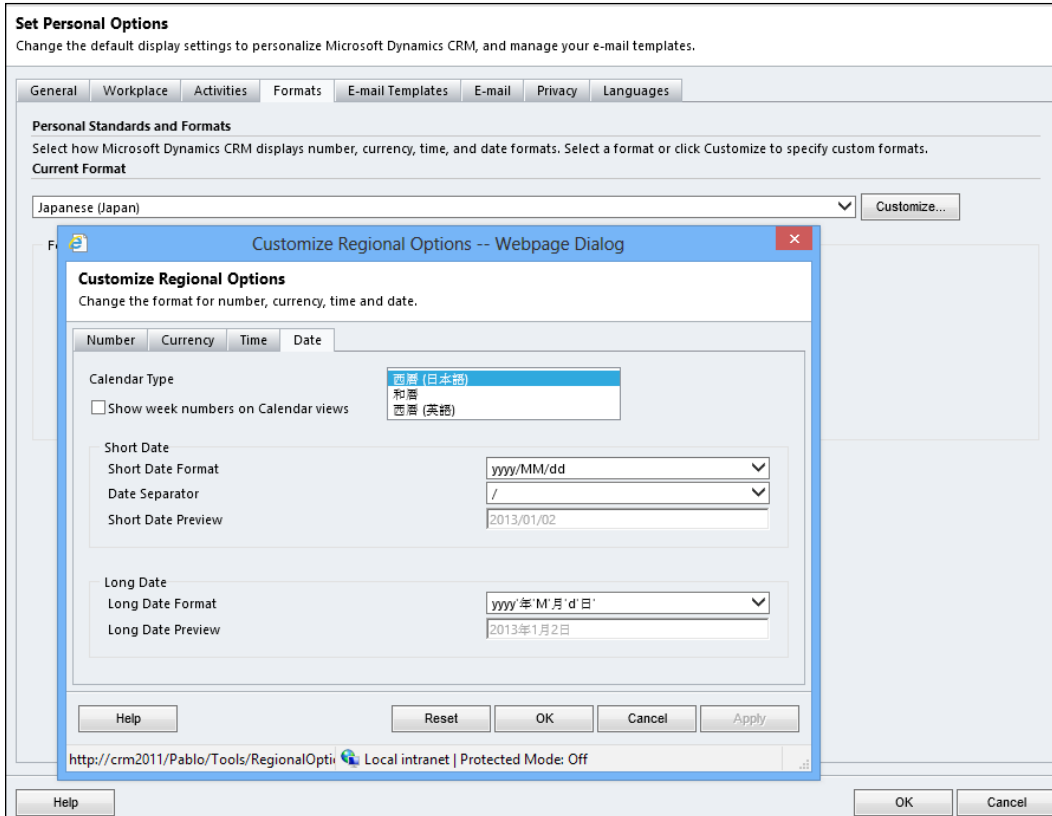 Set Personal Options
Change the default display settings to personalize Microsoft Dynamics CRM, and manage your e-mail templates.
General Workplace Activities Formats E-mail Templates E-mail Privacy Languages
Personal Standards and Formats
Select how Microsoft Dynamics CRM displays number, currency, time, and date formats. Select a format or click Customize to specify custom formats.
Current Format
Japanese (Japan)
Customize...
Customize Regional Options -- Webpage Dialog
Customize Regional Options
Change the format for number, currency, time and date.
Number Currency Time Date
Calendar Type
西暦 (日本語)
和暦
西暦 (英語)
Show week numbers on Calendar views
Short Date
Short Date Format yyyy/MM/dd
Date Separator /
Short Date Preview 2013/01/02
Long Date
Long Date Format yyyy'年'M'月'd'日'
Long Date Preview 2013年1月2日
Help Reset OK Cancel Apply
http://crm2011/Pablo/Tools/RegionalOpti Local intranet | Protected Mode: Off
Help OK Cancel